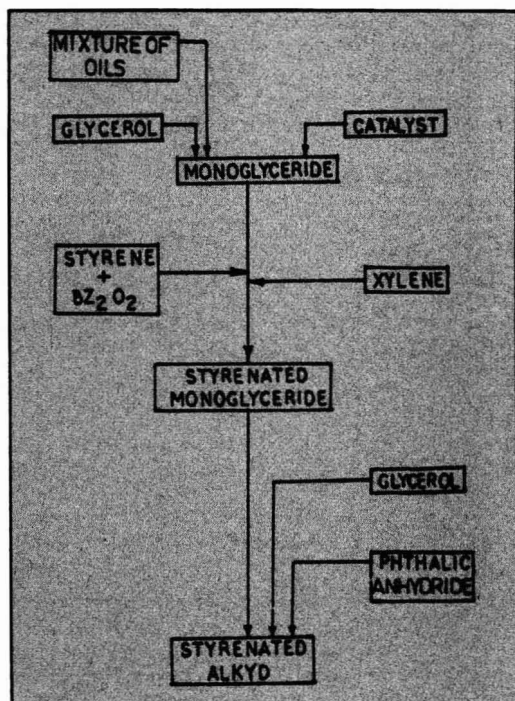 MIXTURE OF
OILS
GLYCEROL
CATALYST
MONOGLYCERIDE
STYRENE
+
BZ₂O₂
XYLENE
STYRENATED
MONOGLYCERIDE
GLYCEROL
PHTHALIC
ANHYDRIDE
STYRENATED
ALKYD